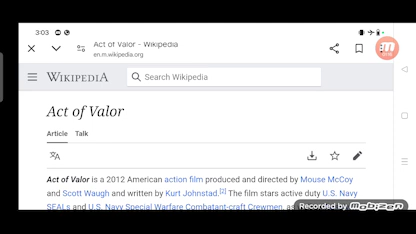 3:03
Act of Valor - Wikipedia
en.m.wikipedia.org
WIKIPEDIA
Search Wikipedia
Act of Valor
Article Talk
Act of Valor is a 2012 American action film produced and directed by Mouse McCoy
and Scott Waugh and written by Kurt Johnstad.[2] The film stars active duty U.S. Navy
SEALs and U.S. Navy Special Warfare Combatant-craft Crewmen, as
Recorded by Mobizen